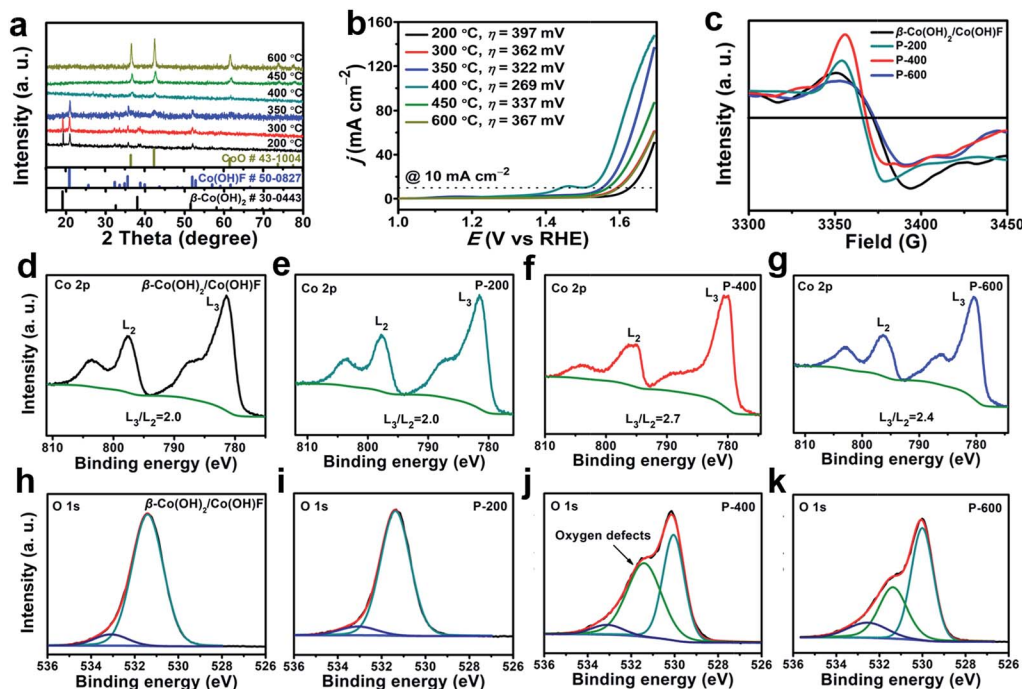 a
Intensity (a. u.)
600 °C
450 °C
400 °C
350 °C
300 °C
200 °C
CoO # 43-1004
Co(OH)F # 50-0827
β-Co(OH)₂ # 30-0443
20 30 40 50 60 70 80
2 Theta (degree)
b
j (mA cm⁻²)
160
120
80
40
0
200 °C, η = 397 mV
300 °C, η = 362 mV
350 °C, η = 322 mV
400 °C, η = 269 mV
450 °C, η = 337 mV
600 °C, η = 367 mV
@ 10 mA cm⁻²
1.0 1.2 1.4 1.6
E (V vs RHE)
c
Intensity (a. u.)
β-Co(OH)₂/Co(OH)F
P-200
P-400
P-600
3300 3350 3400 3450
Field (G)
d
Intensity (a. u.)
Co 2p
β-Co(OH)₂/Co(OH)F
L₃
L₂
L₃/L₂=2.0
810 800 790 780
Binding energy (eV)
e
Co 2p
P-200
L₃
L₂
L₃/L₂=2.0
810 800 790 780
Binding energy (eV)
f
Co 2p
P-400
L₃
L₂
L₃/L₂=2.7
810 800 790 780
Binding energy (eV)
g
Co 2p
P-600
L₃
L₂
L₃/L₂=2.4
810 800 790 780
Binding energy (eV)
h
Intensity (a. u.)
O 1s
β-Co(OH)₂/Co(OH)F
536 534 532 530 528 526
Binding energy (eV)
i
O 1s
P-200
536 534 532 530 528 526
Binding energy (eV)
j
O 1s
P-400
Oxygen defects
536 534 532 530 528 526
Binding energy (eV)
k
O 1s
P-600
536 534 532 530 528 526
Binding energy (eV)